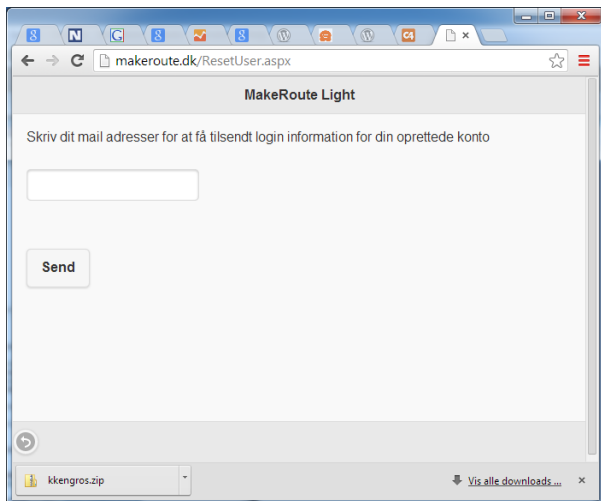 makeroute.dk/ResetUser.aspx
MakeRoute Light
Skriv dit mail adresser for at få tilsendt login information for din oprettede konto
Send
kkengros.zip
Vis alle downloads ...